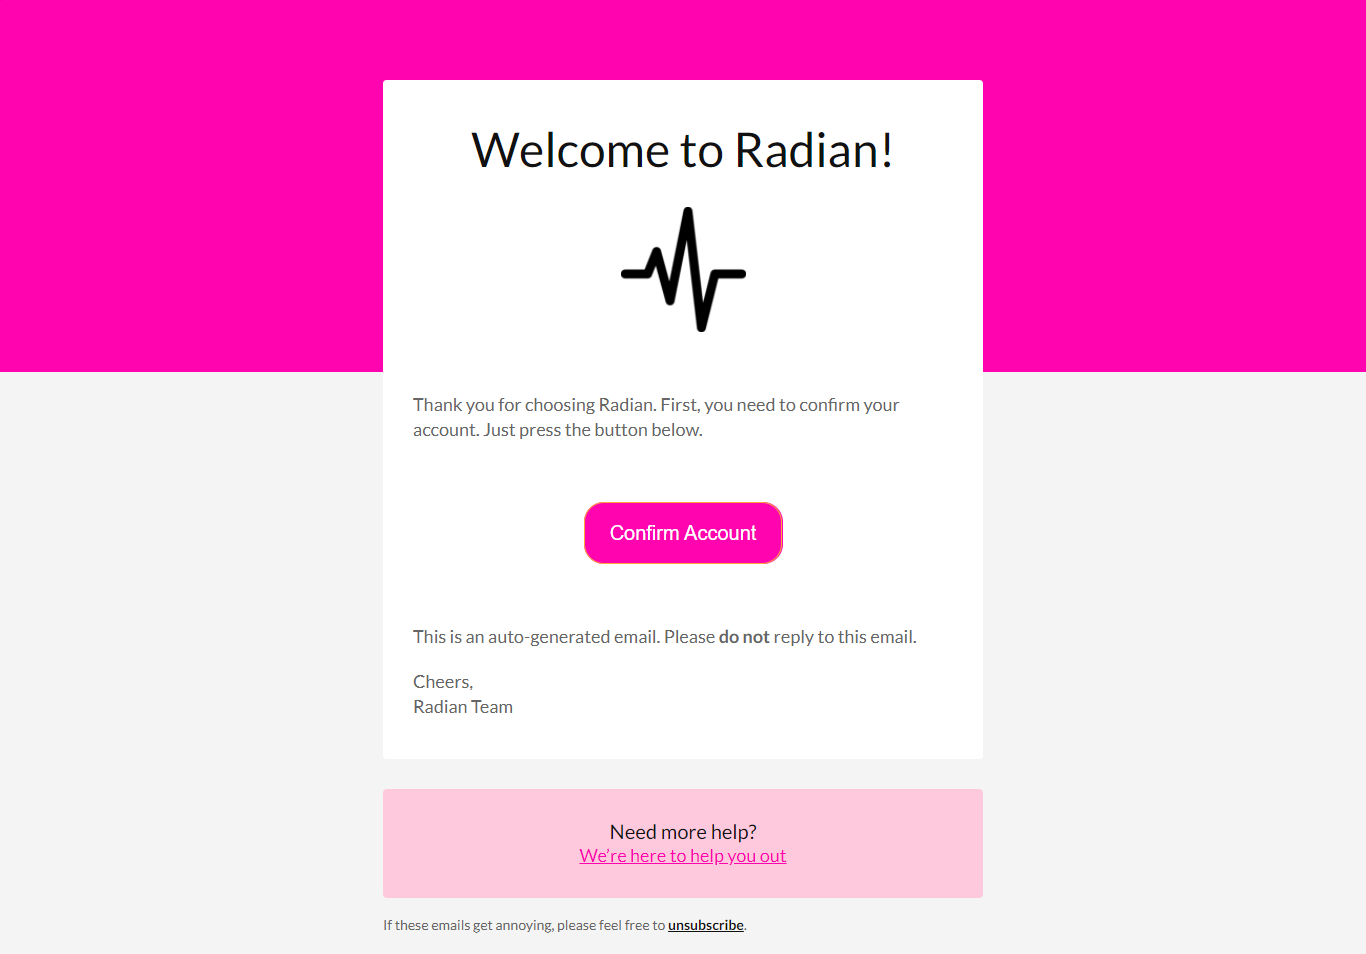 Welcome to Radian!
Thank you for choosing Radian. First, you need to confirm your
account. Just press the button below.
Confirm Account
This is an auto-generated email. Please do not reply to this email.
Cheers,
Radian Team
Need more help?
We’re here to help you out
If these emails get annoying, please feel free to unsubscribe.